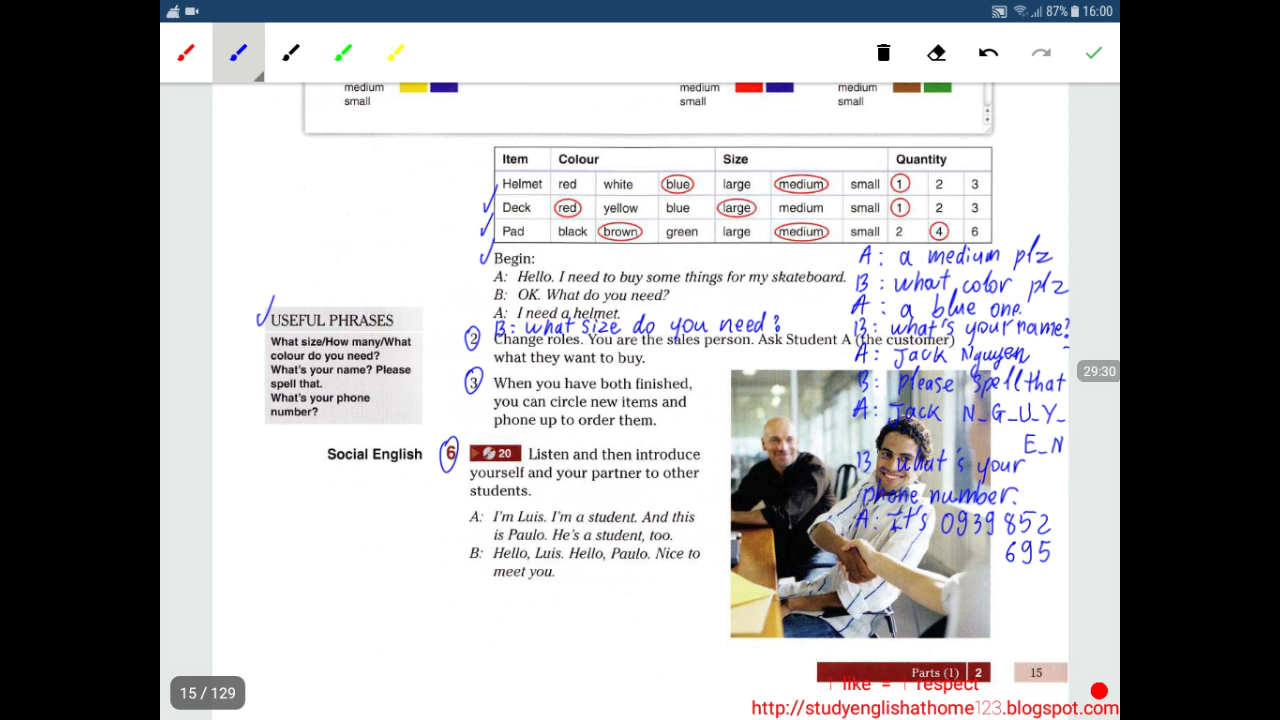 87% 16:00
medium
small
medium
small
medium
small
Item Colour Size Quantity
Helmet red white blue large medium small 1 2 3
Deck red yellow blue large medium small 1 2 3
Pad black brown green large medium small 2 4 6
Begin:
A: Hello. I need to buy some things for my skateboard.
B: OK. What do you need?
A: I need a helmet.
B: what size do you need?
A: a medium plz
B: what color plz
A: a blue one.
B: what's your name?
A: Jack Nguyen
B: please spell that
A: Jack N_G_U_Y_
E_N
B what's your
phone number.
A: It's 0939 852
695
2 Change roles. You are the sales person. Ask Student A (the customer)
what they want to buy.
3 When you have both finished,
you can circle new items and
phone up to order them.
USEFUL PHRASES
What size/How many/What
colour do you need?
What's your name? Please
spell that.
What's your phone
number?
Social English 6 20 Listen and then introduce
yourself and your partner to other
students.
A: I'm Luis. I'm a student. And this
is Paulo. He's a student, too.
B: Hello, Luis. Hello, Paulo. Nice to
meet you.
29:30
15 / 129
Parts (1) 2 15
1 like = 1 respect
http://studyenglishathome123.blogspot.com